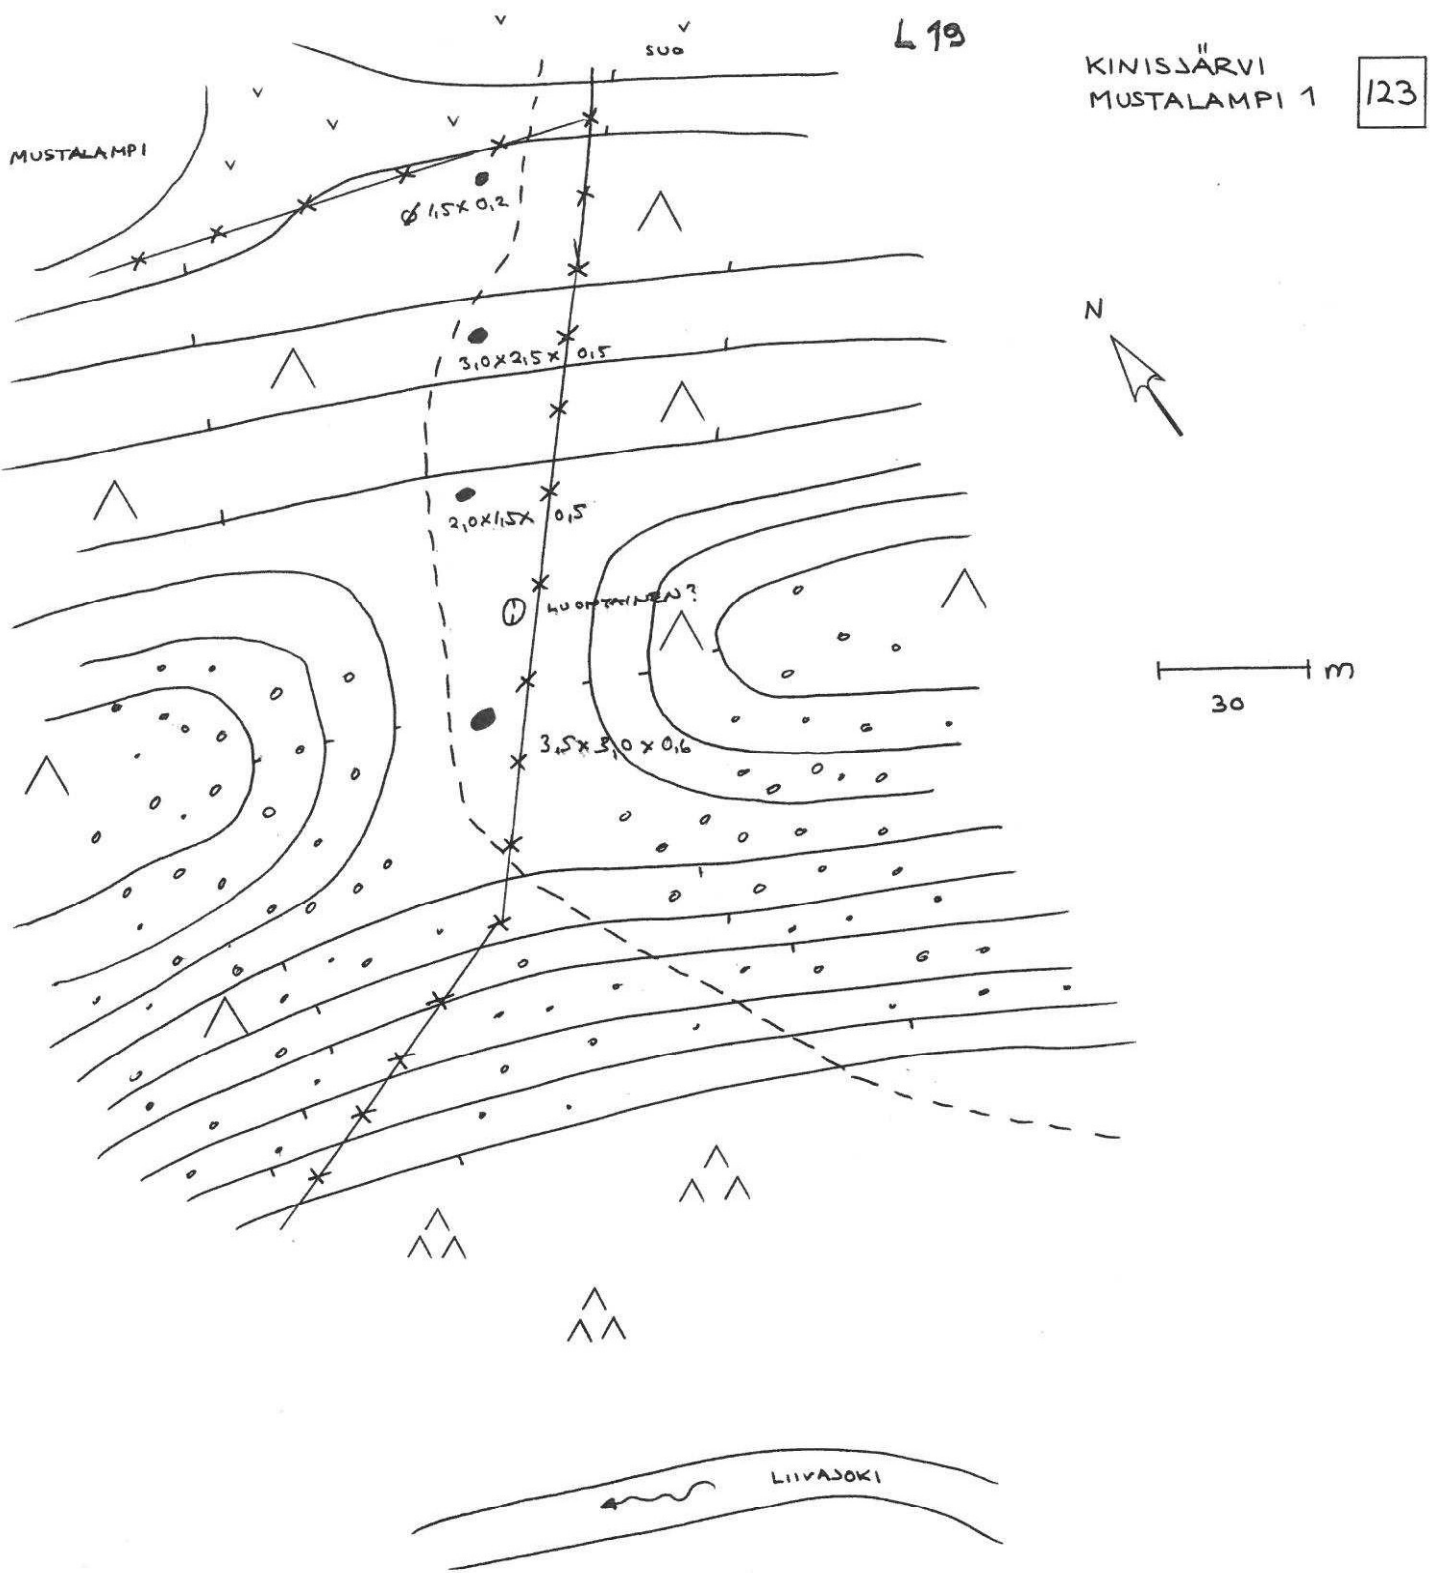 L 19
KINISJÄRVI
MUSTALAMPI 1
123
SUO
MUSTALAMPI
Ø 1,5 x 0,2
N
3,0 x 2,5 x 0,5
2,0 x 1,5 x 0,5
LUONTAINEN?
30 m
3,5 x 3,0 x 0,6
LIIVAJOKI